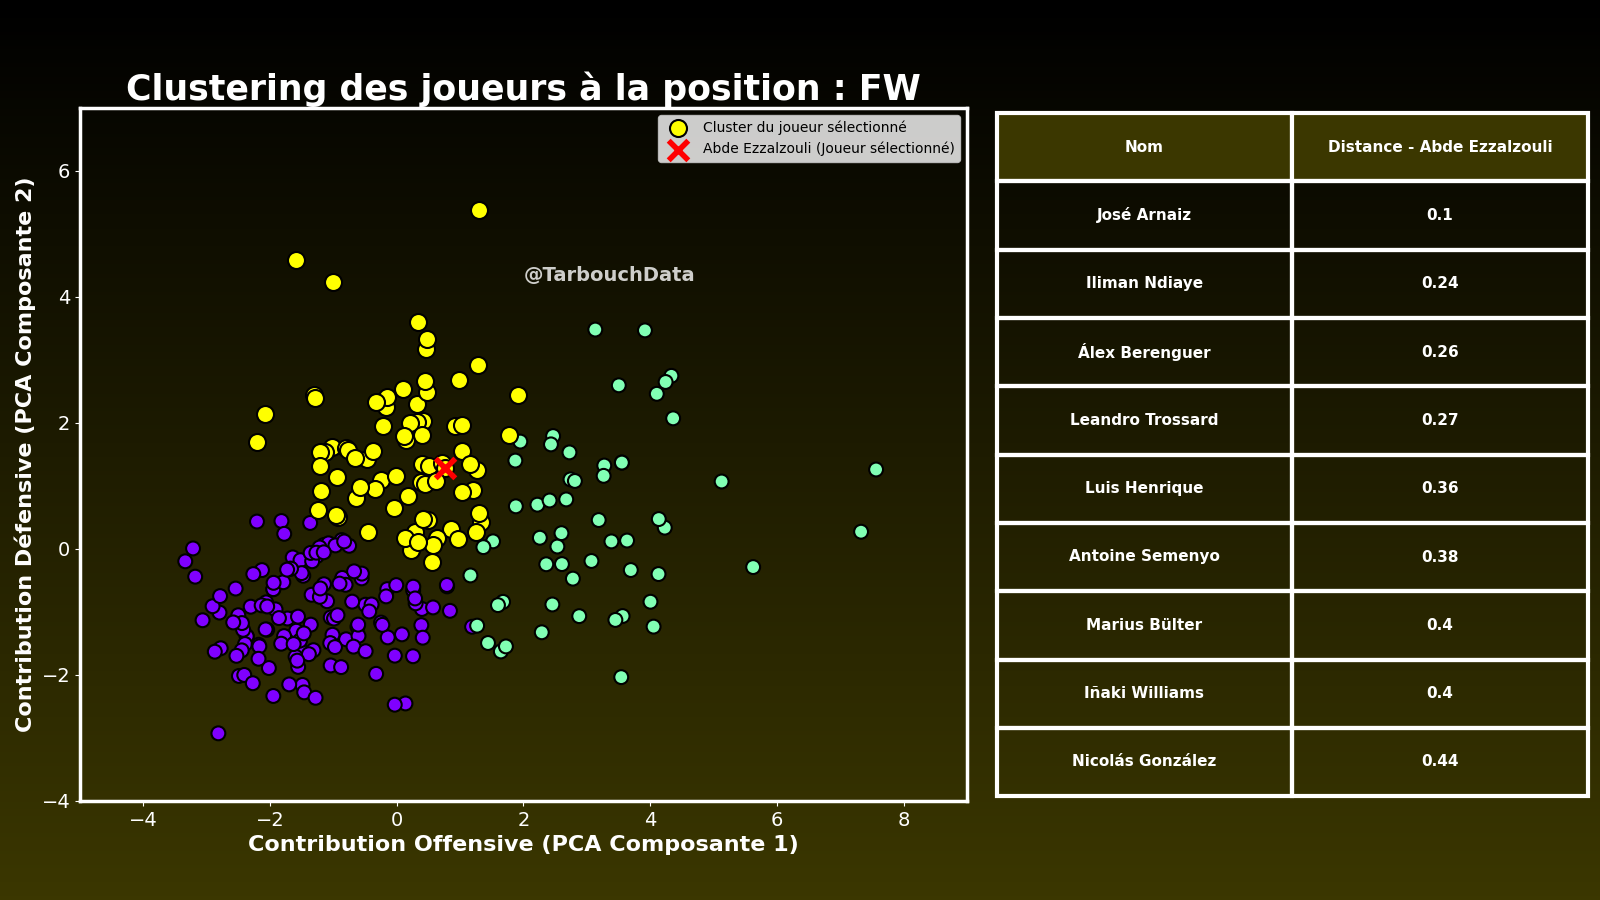 Clustering des joueurs à la position : FW
Cluster du joueur sélectionné
Abde Ezzalzouli (Joueur sélectionné)
@TarbouchData
Contribution Défensive (PCA Composante 2)
6
4
2
0
−2
−4
−4 −2 0 2 4 6 8
Contribution Offensive (PCA Composante 1)
Nom Distance - Abde Ezzalzouli
José Arnaiz 0.1
Iliman Ndiaye 0.24
Álex Berenguer 0.26
Leandro Trossard 0.27
Luis Henrique 0.36
Antoine Semenyo 0.38
Marius Bülter 0.4
Iñaki Williams 0.4
Nicolás González 0.44